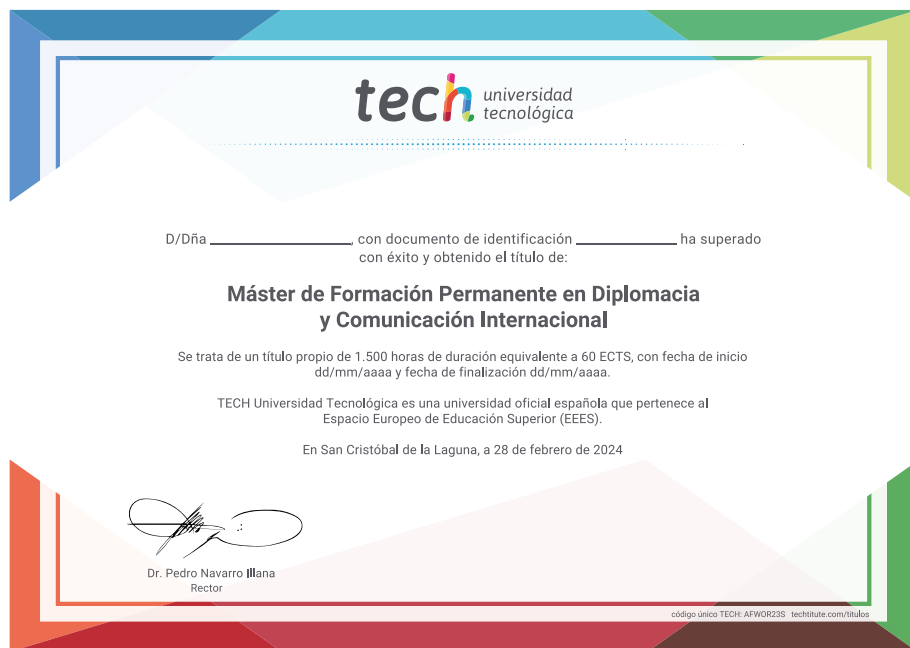 tech universidad
tecnológica
D/Dña ______________, con documento de identificación __________ ha superado
con éxito y obtenido el título de:
Máster de Formación Permanente en Diplomacia
y Comunicación Internacional
Se trata de un título propio de 1.500 horas de duración equivalente a 60 ECTS, con fecha de inicio
dd/mm/aaaa y fecha de finalización dd/mm/aaaa.
TECH Universidad Tecnológica es una universidad oficial española que pertenece al
Espacio Europeo de Educación Superior (EEES).
En San Cristóbal de la Laguna, a 28 de febrero de 2024
Dr. Pedro Navarro Illana
Rector
código único TECH: AFWOR23S techtitute.com/titulos